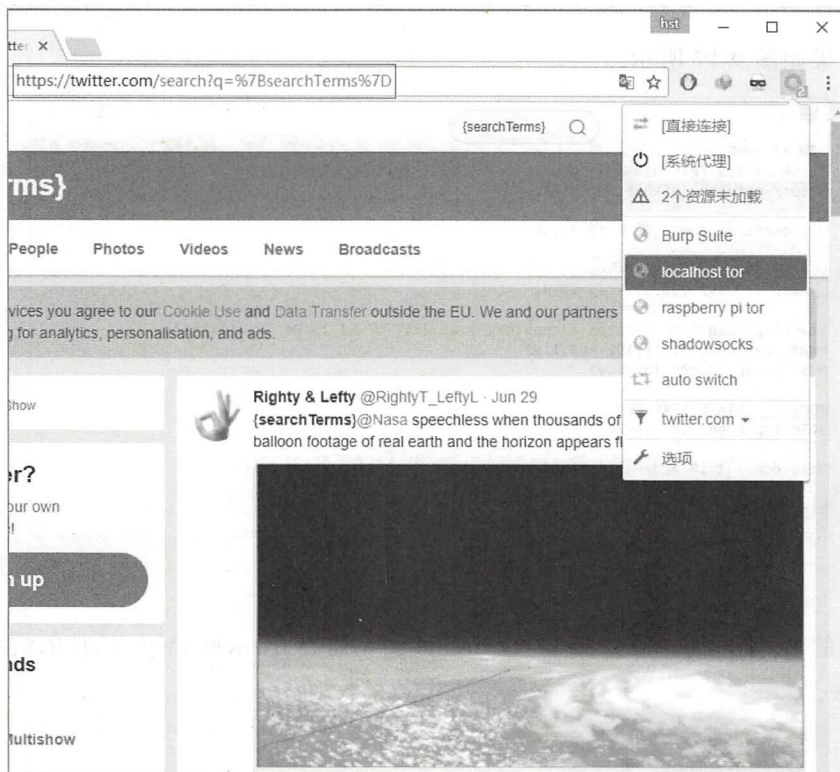 hst
tter
https://twitter.com/search?q=%7BsearchTerms%7D
2
{searchTerms}
[直接连接]
[系统代理]
2个资源未加载
Burp Suite
localhost tor
raspberry pi tor
shadowsocks
auto switch
twitter.com
选项
rms}
People Photos Videos News Broadcasts
vices you agree to our Cookie Use and Data Transfer outside the EU. We and our partners
g for analytics, personalisation, and ads.
Show
er?
our own
e!
n up
nds
Multishow
Righty & Lefty @RightyT_LeftyL · Jun 29
{searchTerms}@Nasa speechless when thousands of
balloon footage of real earth and the horizon appears fl